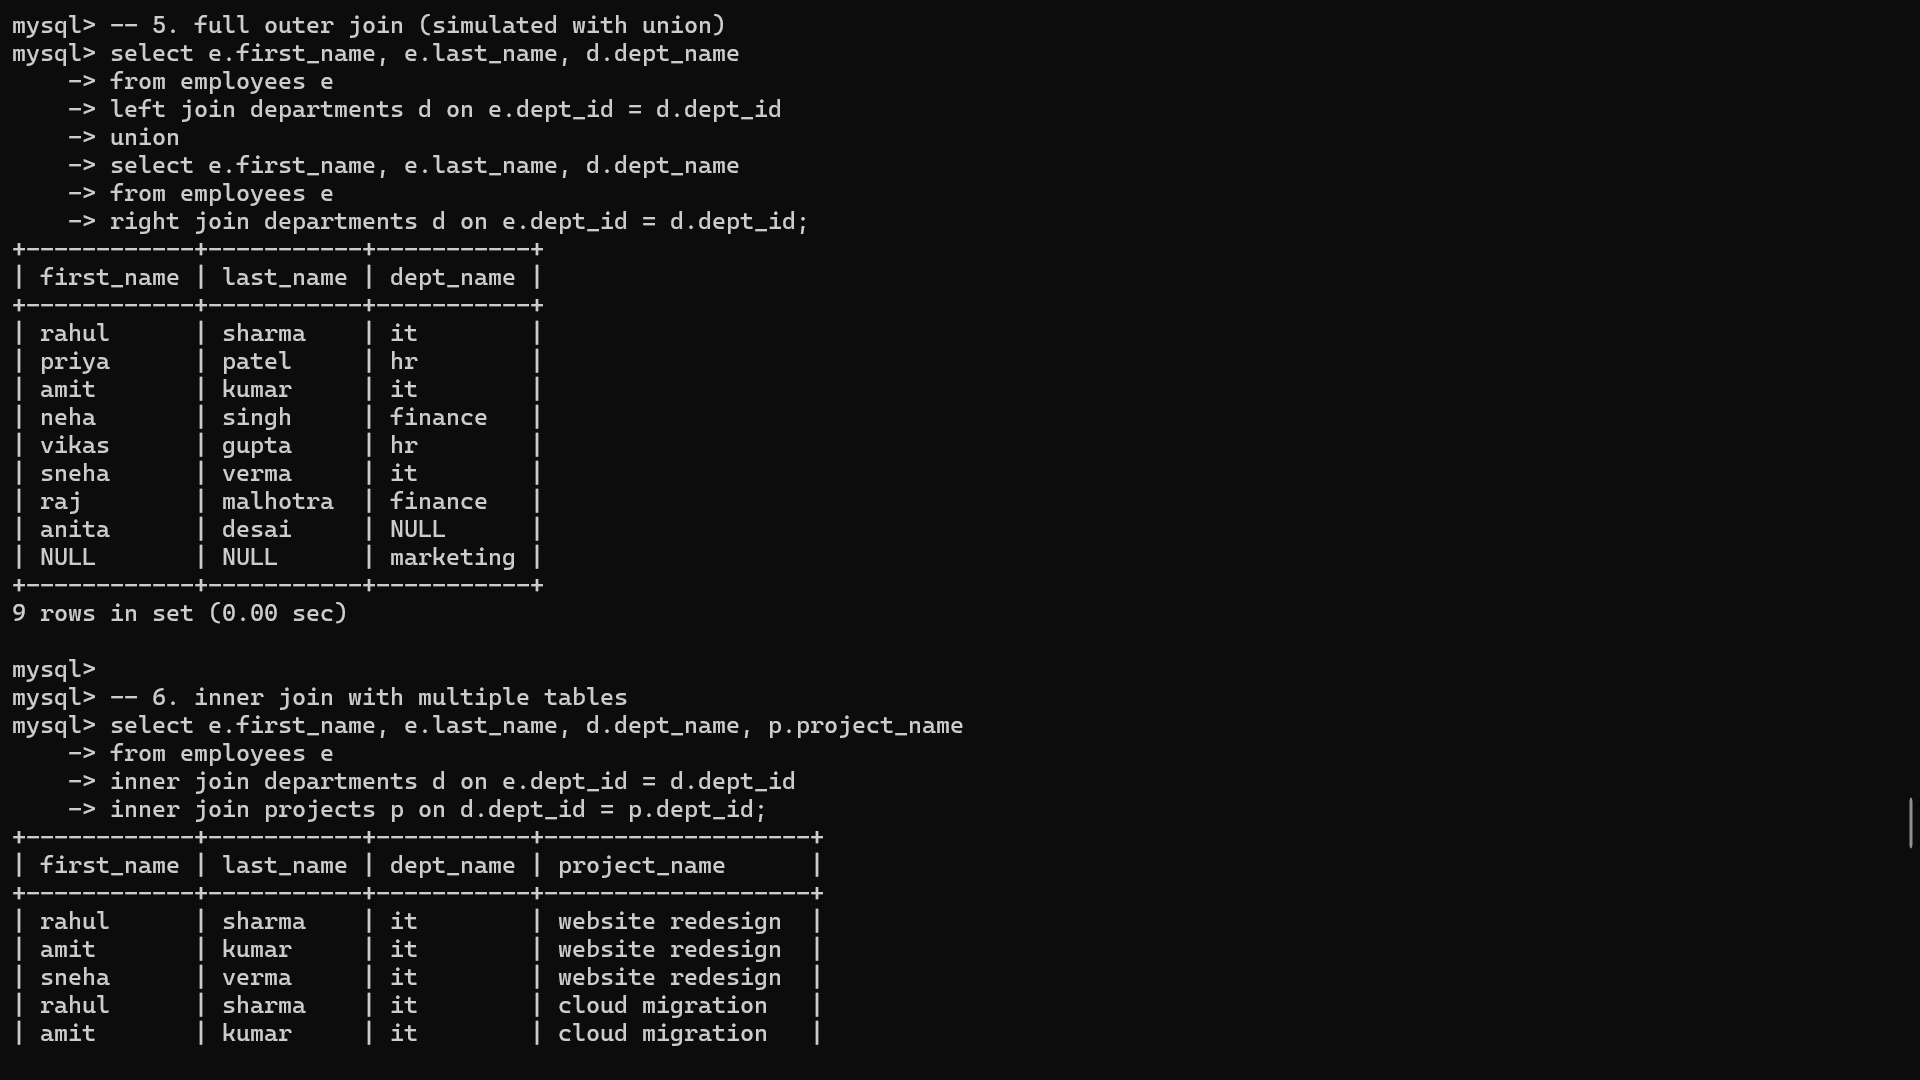 mysql> -- 5. full outer join (simulated with union)
mysql> select e.first_name, e.last_name, d.dept_name
    -> from employees e
    -> left join departments d on e.dept_id = d.dept_id
    -> union
    -> select e.first_name, e.last_name, d.dept_name
    -> from employees e
    -> right join departments d on e.dept_id = d.dept_id;
+------------+-----------+-----------+
| first_name | last_name | dept_name |
+------------+-----------+-----------+
| rahul      | sharma    | it        |
| priya      | patel     | hr        |
| amit       | kumar     | it        |
| neha       | singh     | finance   |
| vikas      | gupta     | hr        |
| sneha      | verma     | it        |
| raj        | malhotra  | finance   |
| anita      | desai     | NULL      |
| NULL       | NULL      | marketing |
+------------+-----------+-----------+
9 rows in set (0.00 sec)

mysql>
mysql> -- 6. inner join with multiple tables
mysql> select e.first_name, e.last_name, d.dept_name, p.project_name
    -> from employees e
    -> inner join departments d on e.dept_id = d.dept_id
    -> inner join projects p on d.dept_id = p.dept_id;
+------------+-----------+-----------+-------------------+
| first_name | last_name | dept_name | project_name      |
+------------+-----------+-----------+-------------------+
| rahul      | sharma    | it        | website redesign  |
| amit       | kumar     | it        | website redesign  |
| sneha      | verma     | it        | website redesign  |
| rahul      | sharma    | it        | cloud migration   |
| amit       | kumar     | it        | cloud migration   |